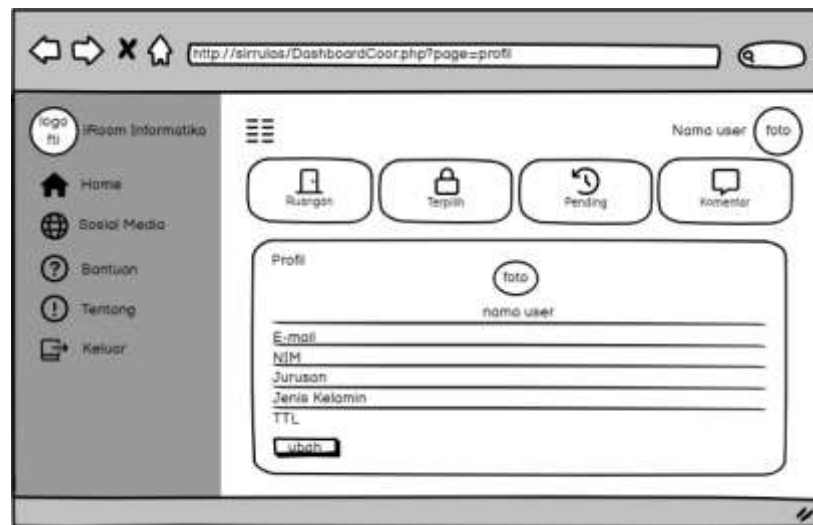 http://sirruias/DashboardCoor.php?page=profil
logo
fti
iRoom Informatika
Home
Sosial Media
Bantuan
Tentang
Keluar
Nama user
foto
Ruangan
Terpilih
Pending
Komentar
Profil
foto
nama user
E-mail
NIM
Jurusan
Jenis Kelamin
TTL
ubah